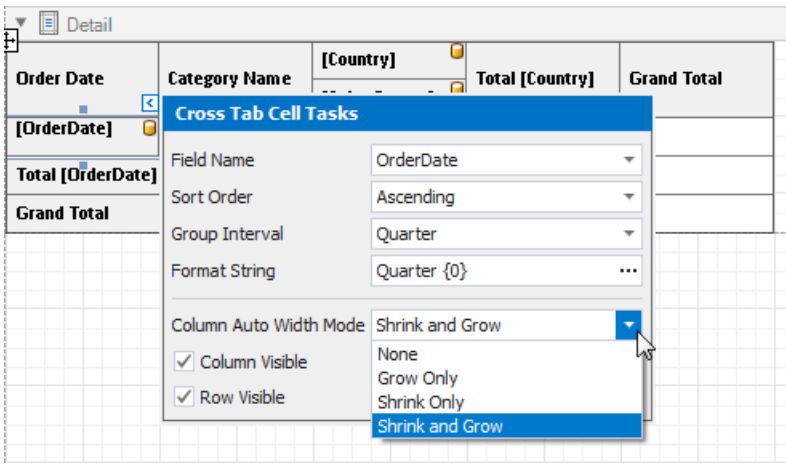 Detail
Order Date
Category Name
[Country]
Total [Country]
Grand Total
[OrderDate]
Total [OrderDate]
Grand Total
Cross Tab Cell Tasks
Field Name OrderDate
Sort Order Ascending
Group Interval Quarter
Format String Quarter {0} ...
Column Auto Width Mode Shrink and Grow
Column Visible
Row Visible
None
Grow Only
Shrink Only
Shrink and Grow